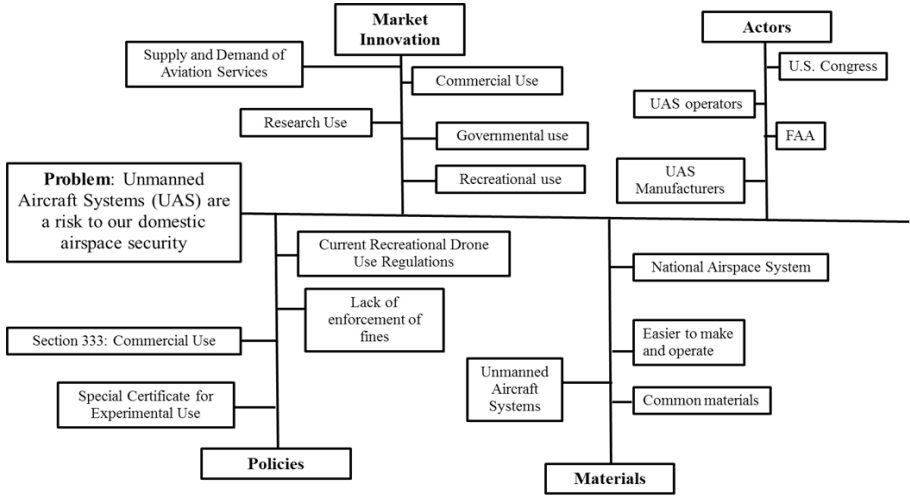 Market
Innovation
Actors
Supply and Demand of
Aviation Services
U.S. Congress
Commercial Use
UAS operators
Research Use
Governmental use
FAA
UAS
Manufacturers
Recreational use
Problem: Unmanned
Aircraft Systems (UAS) are
a risk to our domestic
airspace security
Current Recreational Drone
Use Regulations
National Airspace System
Lack of
enforcement of
fines
Section 333: Commercial Use
Easier to make
and operate
Unmanned
Aircraft
Systems
Special Certificate for
Experimental Use
Common materials
Policies
Materials